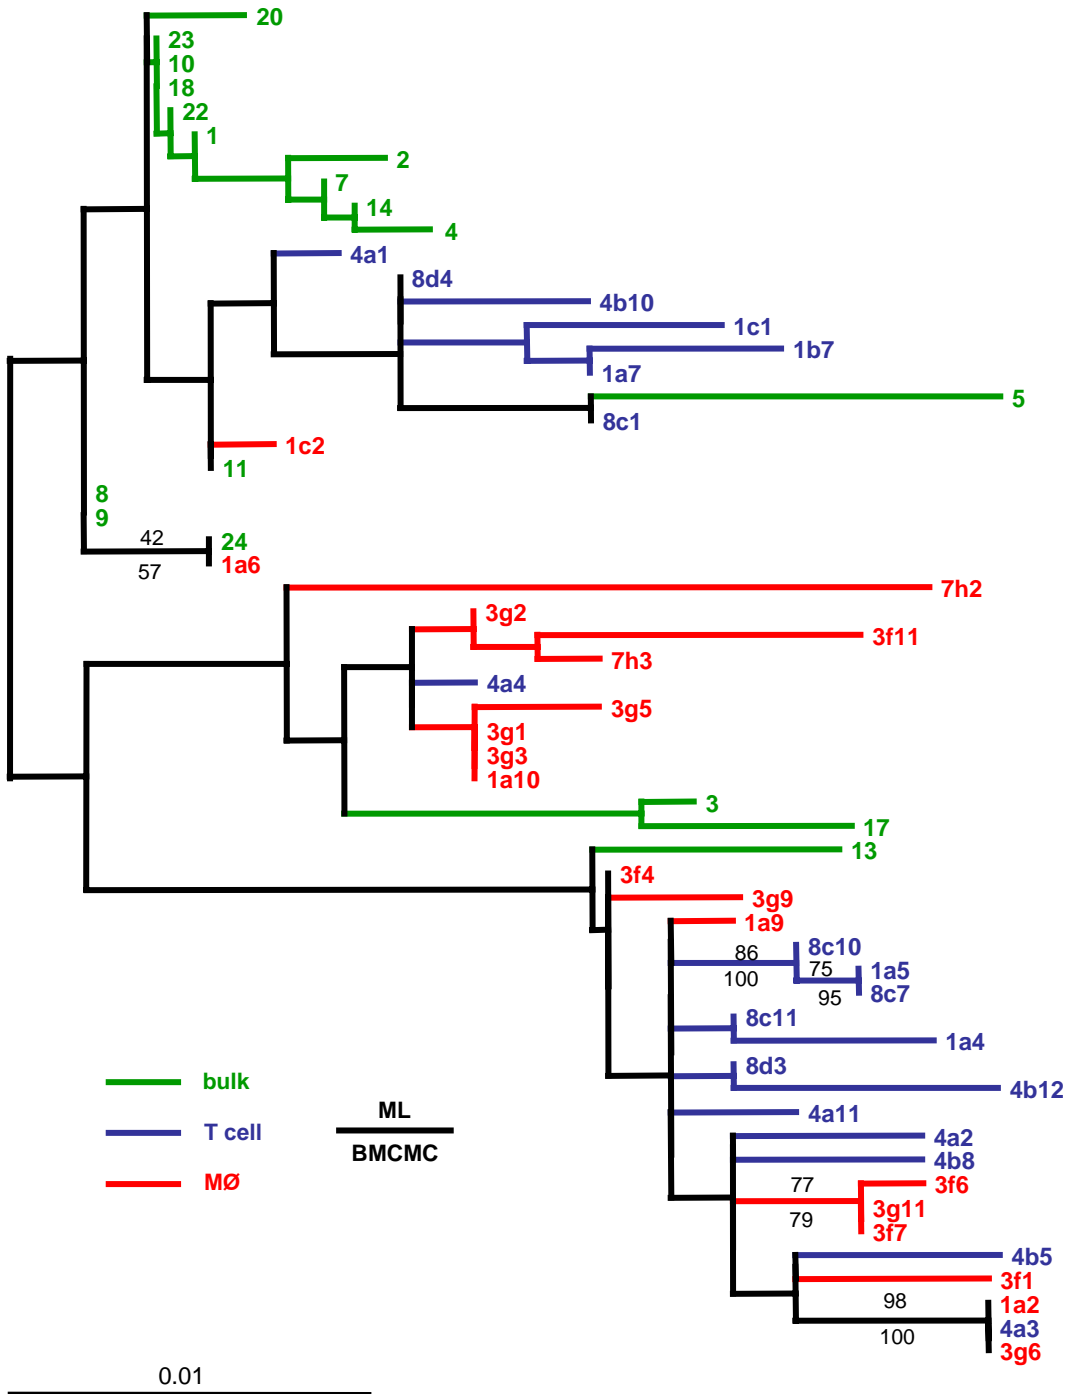 20
23
10
18
22
1
2
7
14
4
4a1
8d4
4b10
1c1
1b7
1a7
5
8c1
1c2
11
8
9
42
24
57
1a6
7h2
3g2
3f11
7h3
4a4
3g5
3g1
3g3
1a10
3
17
13
3f4
3g9
1a9
8c10
86
75
1a5
100
95
8c7
8c11
1a4
8d3
4b12
4a11
4a2
4b8
77
3f6
3g11
79
3f7
4b5
3f1
98
1a2
4a3
100
3g6
bulk
T cell
MØ
ML
BMCMC
0.01